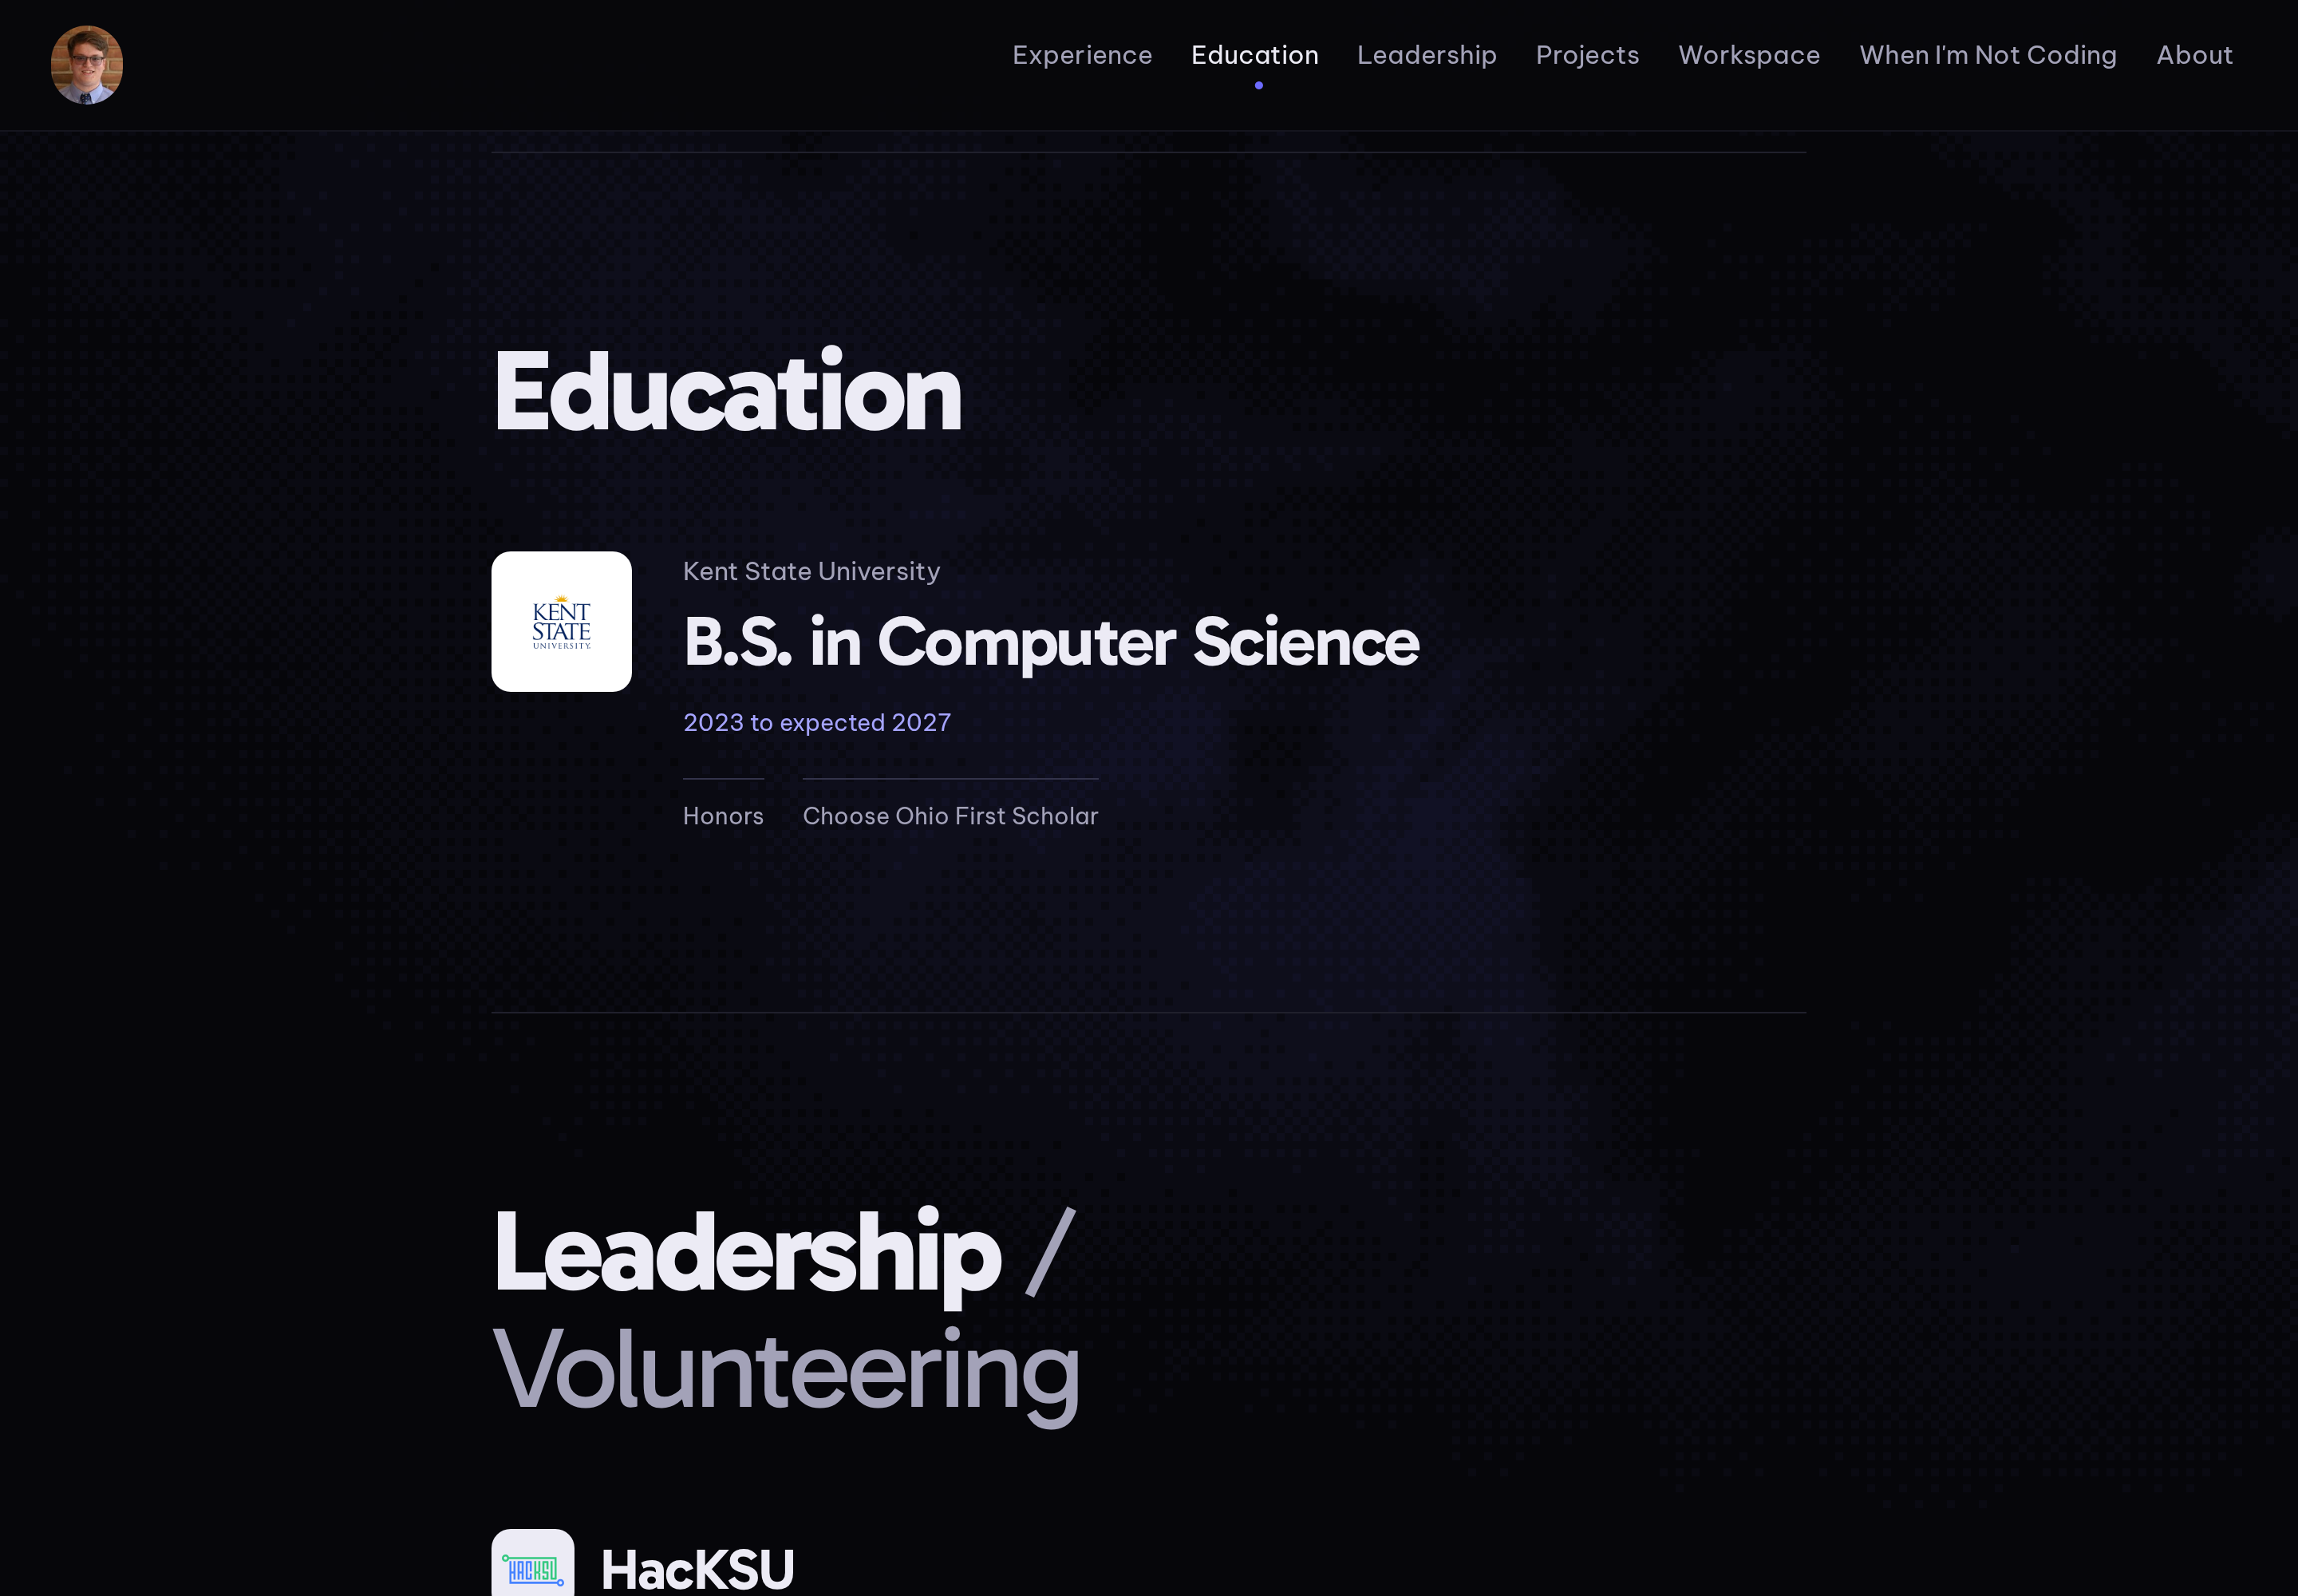 Experience Education Leadership Projects Workspace When I'm Not Coding About
Education
KENT
STATE
UNIVERSITY
Kent State University
B.S. in Computer Science
2023 to expected 2027
Honors Choose Ohio First Scholar
Leadership /
Volunteering
HACKSU
HacKSU